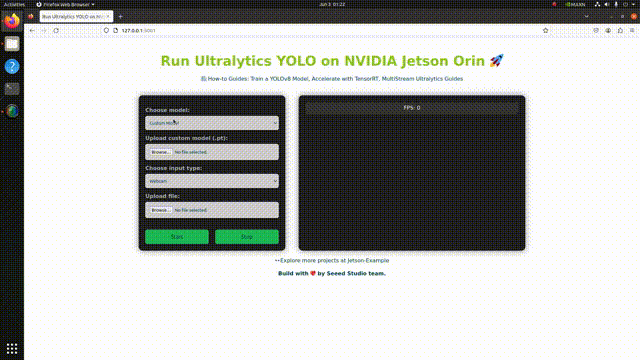 Activities
Firefox Web Browser
Jun 3 01:22
MAXN
Run Ultralytics YOLO on NV
127.0.0.1:5001
Run Ultralytics YOLO on NVIDIA Jetson Orin 🚀
How-to Guides: Train a YOLOv8 Model, Accelerate with TensorRT, MultiStream Ultralytics Guides
Choose model:
Custom Model
Upload custom model (.pt):
Browse... No file selected.
Choose input type:
Webcam
Upload file:
Browse... No file selected.
Start
Stop
FPS: 0
👀Explore more projects at Jetson-Example
Build with ❤️ by Seeed Studio team.